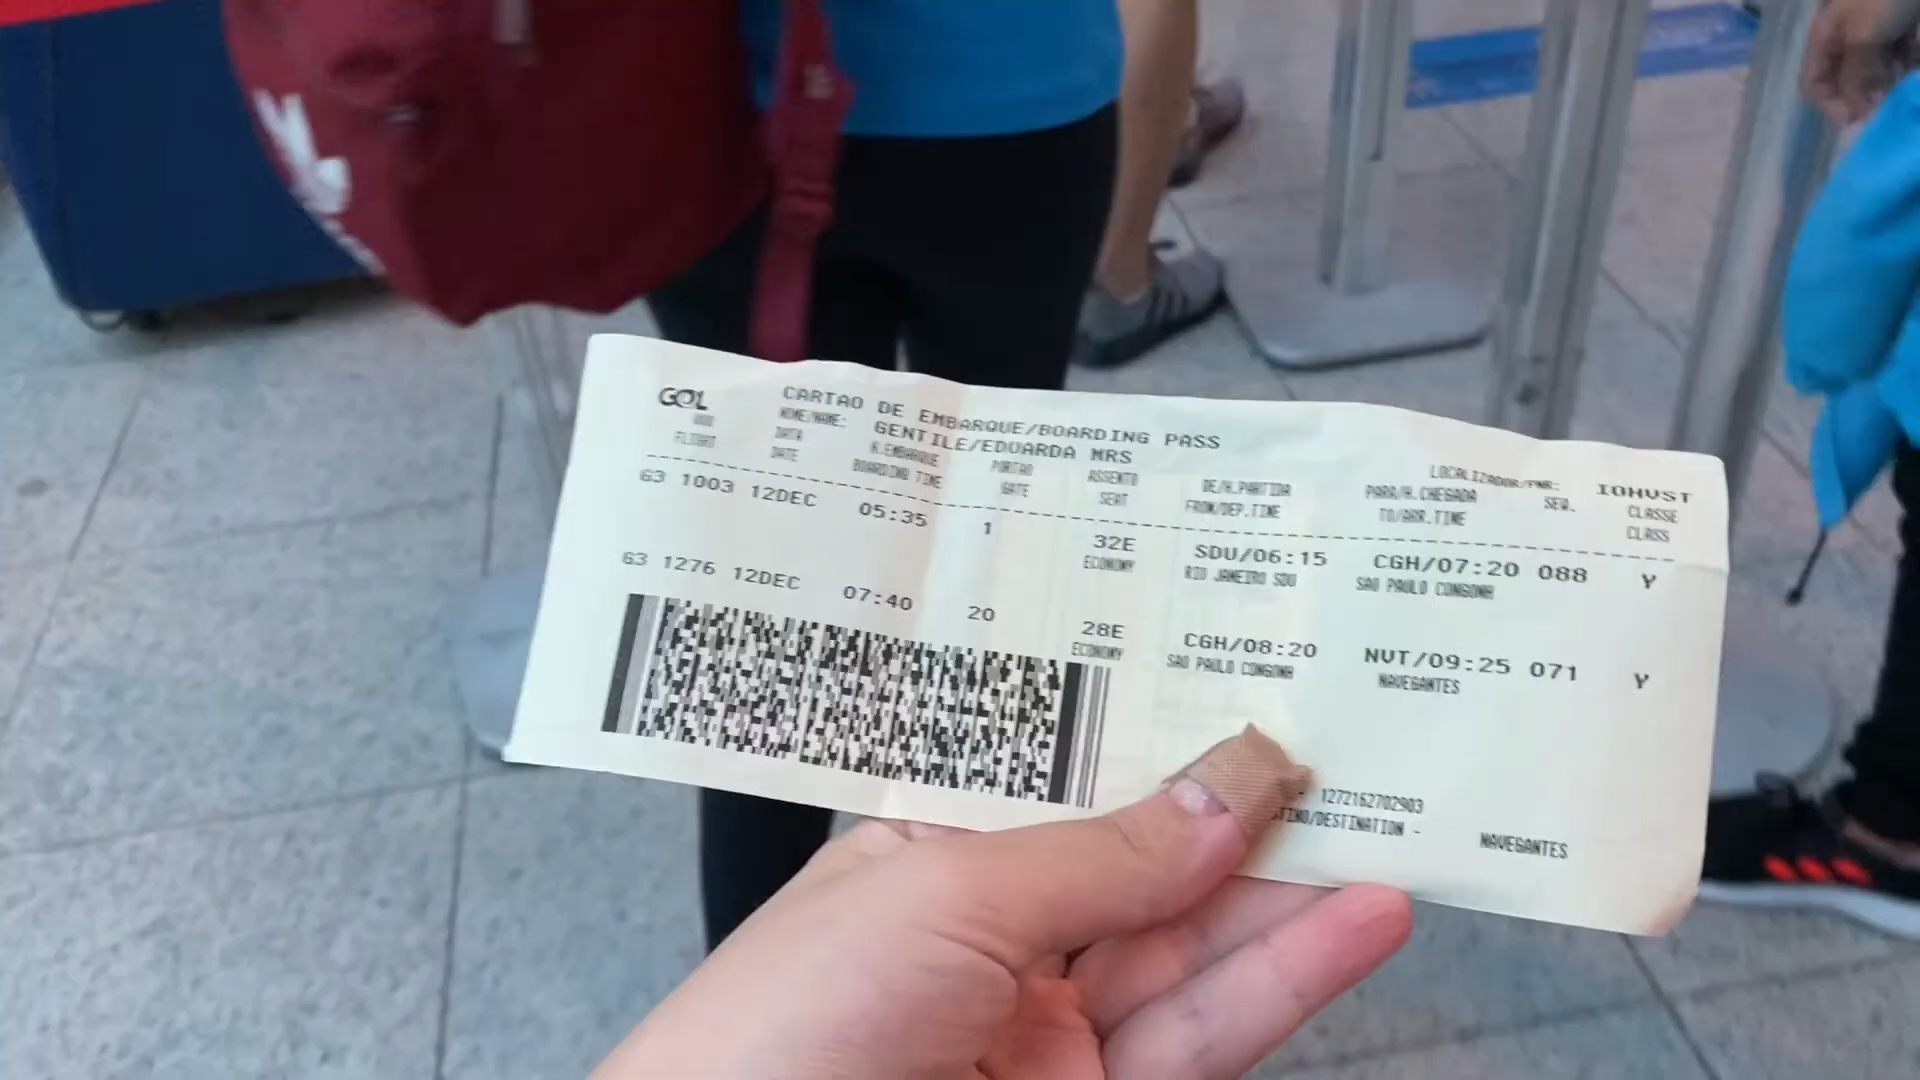 GOL CARTAO DE EMBARQUE/BOARDING PASS
NOME/NAME: GENTILE/EDUARDA MRS LOCALIZADOR/PNR: IOHVST
VOO DATA H.EMBARQUE PORTAO ASSENTO DE/H.PARTIDA PARA/H.CHEGADA SEQ. CLASSE
FLIGHT DATE BOARDING TIME GATE SEAT FROM/DEP.TIME TO/ARR.TIME CLASS
G3 1003 12DEC 05:35 1 32E SDU/06:15 CGH/07:20 088 Y
ECONOMY RIO JANEIRO SDU SAO PAULO CONGONH
G3 1276 12DEC 07:40 20 28E CGH/08:20 NVT/09:25 071 Y
ECONOMY SAO PAULO CONGONH NAVEGANTES
- 1272162702903
STINO/DESTINATION - NAVEGANTES